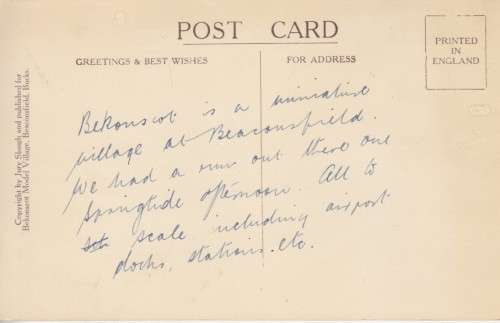 POST CARD
GREETINGS & BEST WISHES
FOR ADDRESS
PRINTED
IN
ENGLAND
Copyright by Jury Slough and published for
Bekonscot Model Village, Beaconsfield, Bucks.
Bekonscot is a miniature
village at Beaconsfield.
We had a run out there one
Springtide afternoon. All to
scale including airport
docks, stations. etc.